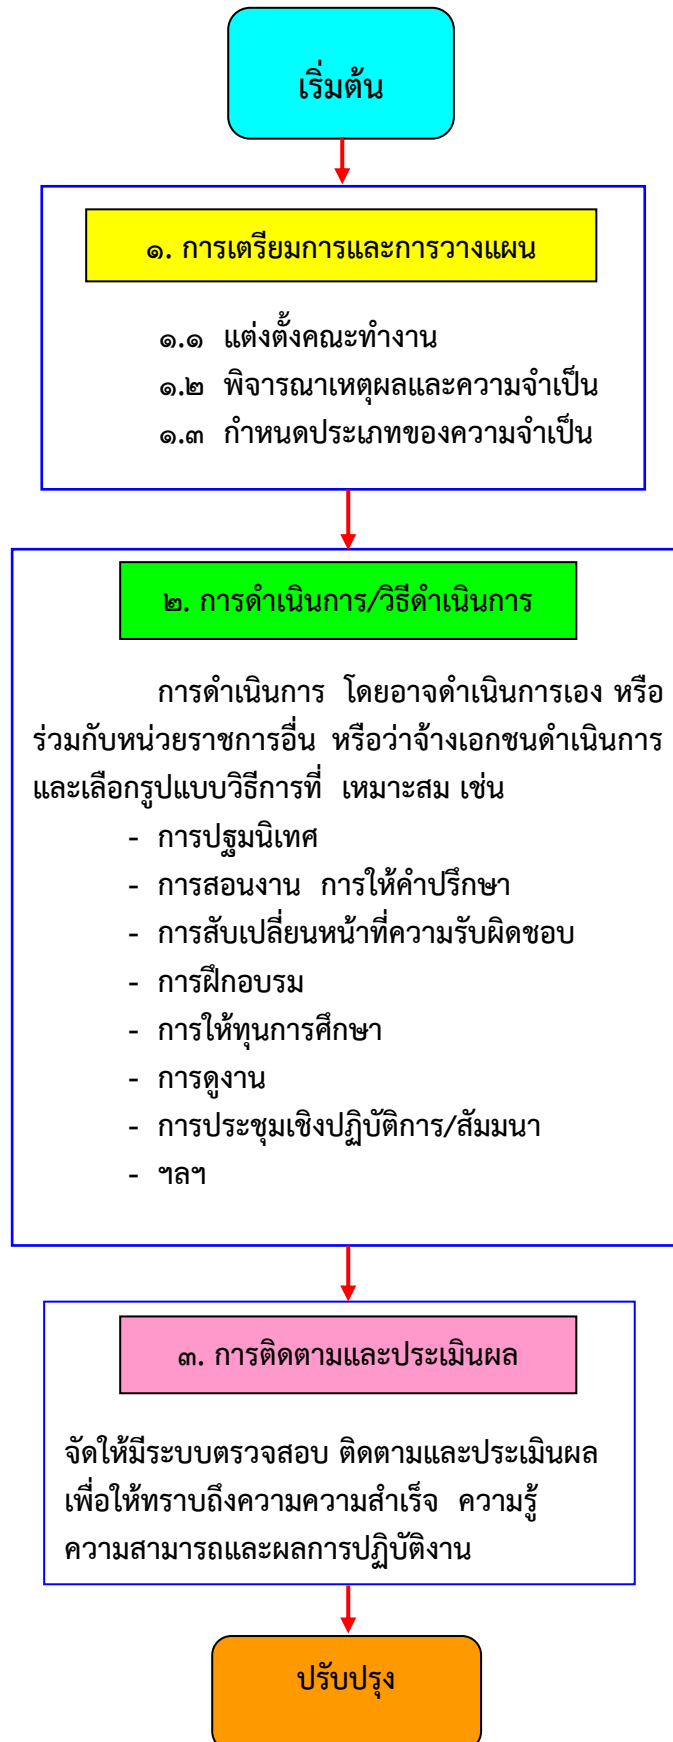 เริ่มต้น
๑. การเตรียมการและการวางแผน
๑.๑ แต่งตั้งคณะทำงาน
๑.๒ พิจารณาเหตุผลและความจำเป็น
๑.๓ กำหนดประเภทของความจำเป็น
๒. การดำเนินการ/วิธีดำเนินการ
การดำเนินการ โดยอาจดำเนินการเอง หรือ
ร่วมกับหน่วยราชการอื่น หรือว่าจ้างเอกชนดำเนินการ
และเลือกรูปแบบวิธีการที่ เหมาะสม เช่น
- การปฐมนิเทศ
- การสอนงาน การให้คำปรึกษา
- การสับเปลี่ยนหน้าที่ความรับผิดชอบ
- การฝึกอบรม
- การให้ทุนการศึกษา
- การดูงาน
- การประชุมเชิงปฏิบัติการ/สัมมนา
- ฯลฯ
๓. การติดตามและประเมินผล
จัดให้มีระบบตรวจสอบ ติดตามและประเมินผล
เพื่อให้ทราบถึงความความสำเร็จ ความรู้
ความสามารถและผลการปฏิบัติงาน
ปรับปรุง